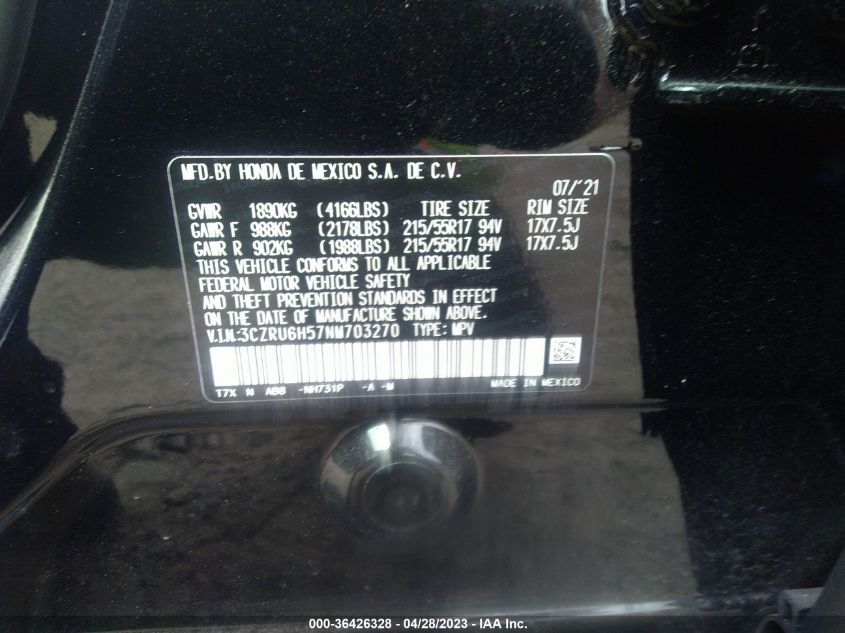 MFD.BY HONDA DE MEXICO S.A. DE C.V.
07/'21
GVWR 1890KG (4166LBS) TIRE SIZE RIM SIZE
GAWR F 988KG (2178LBS) 215/55R17 94V 17X7.5J
GAWR R 902KG (1988LBS) 215/55R17 94V 17X7.5J
THIS VEHICLE CONFORMS TO ALL APPLICABLE
FEDERAL MOTOR VEHICLE SAFETY
AND THEFT PREVENTION STANDARDS IN EFFECT
ON THE DATE OF MANUFACTURE SHOWN ABOVE.
V.I.N.:3CZRU6H57NM703270 TYPE: MPV
T7X N ABB -NH731P -A -M MADE IN MEXICO
000-36426328 - 04/28/2023 - IAA Inc.